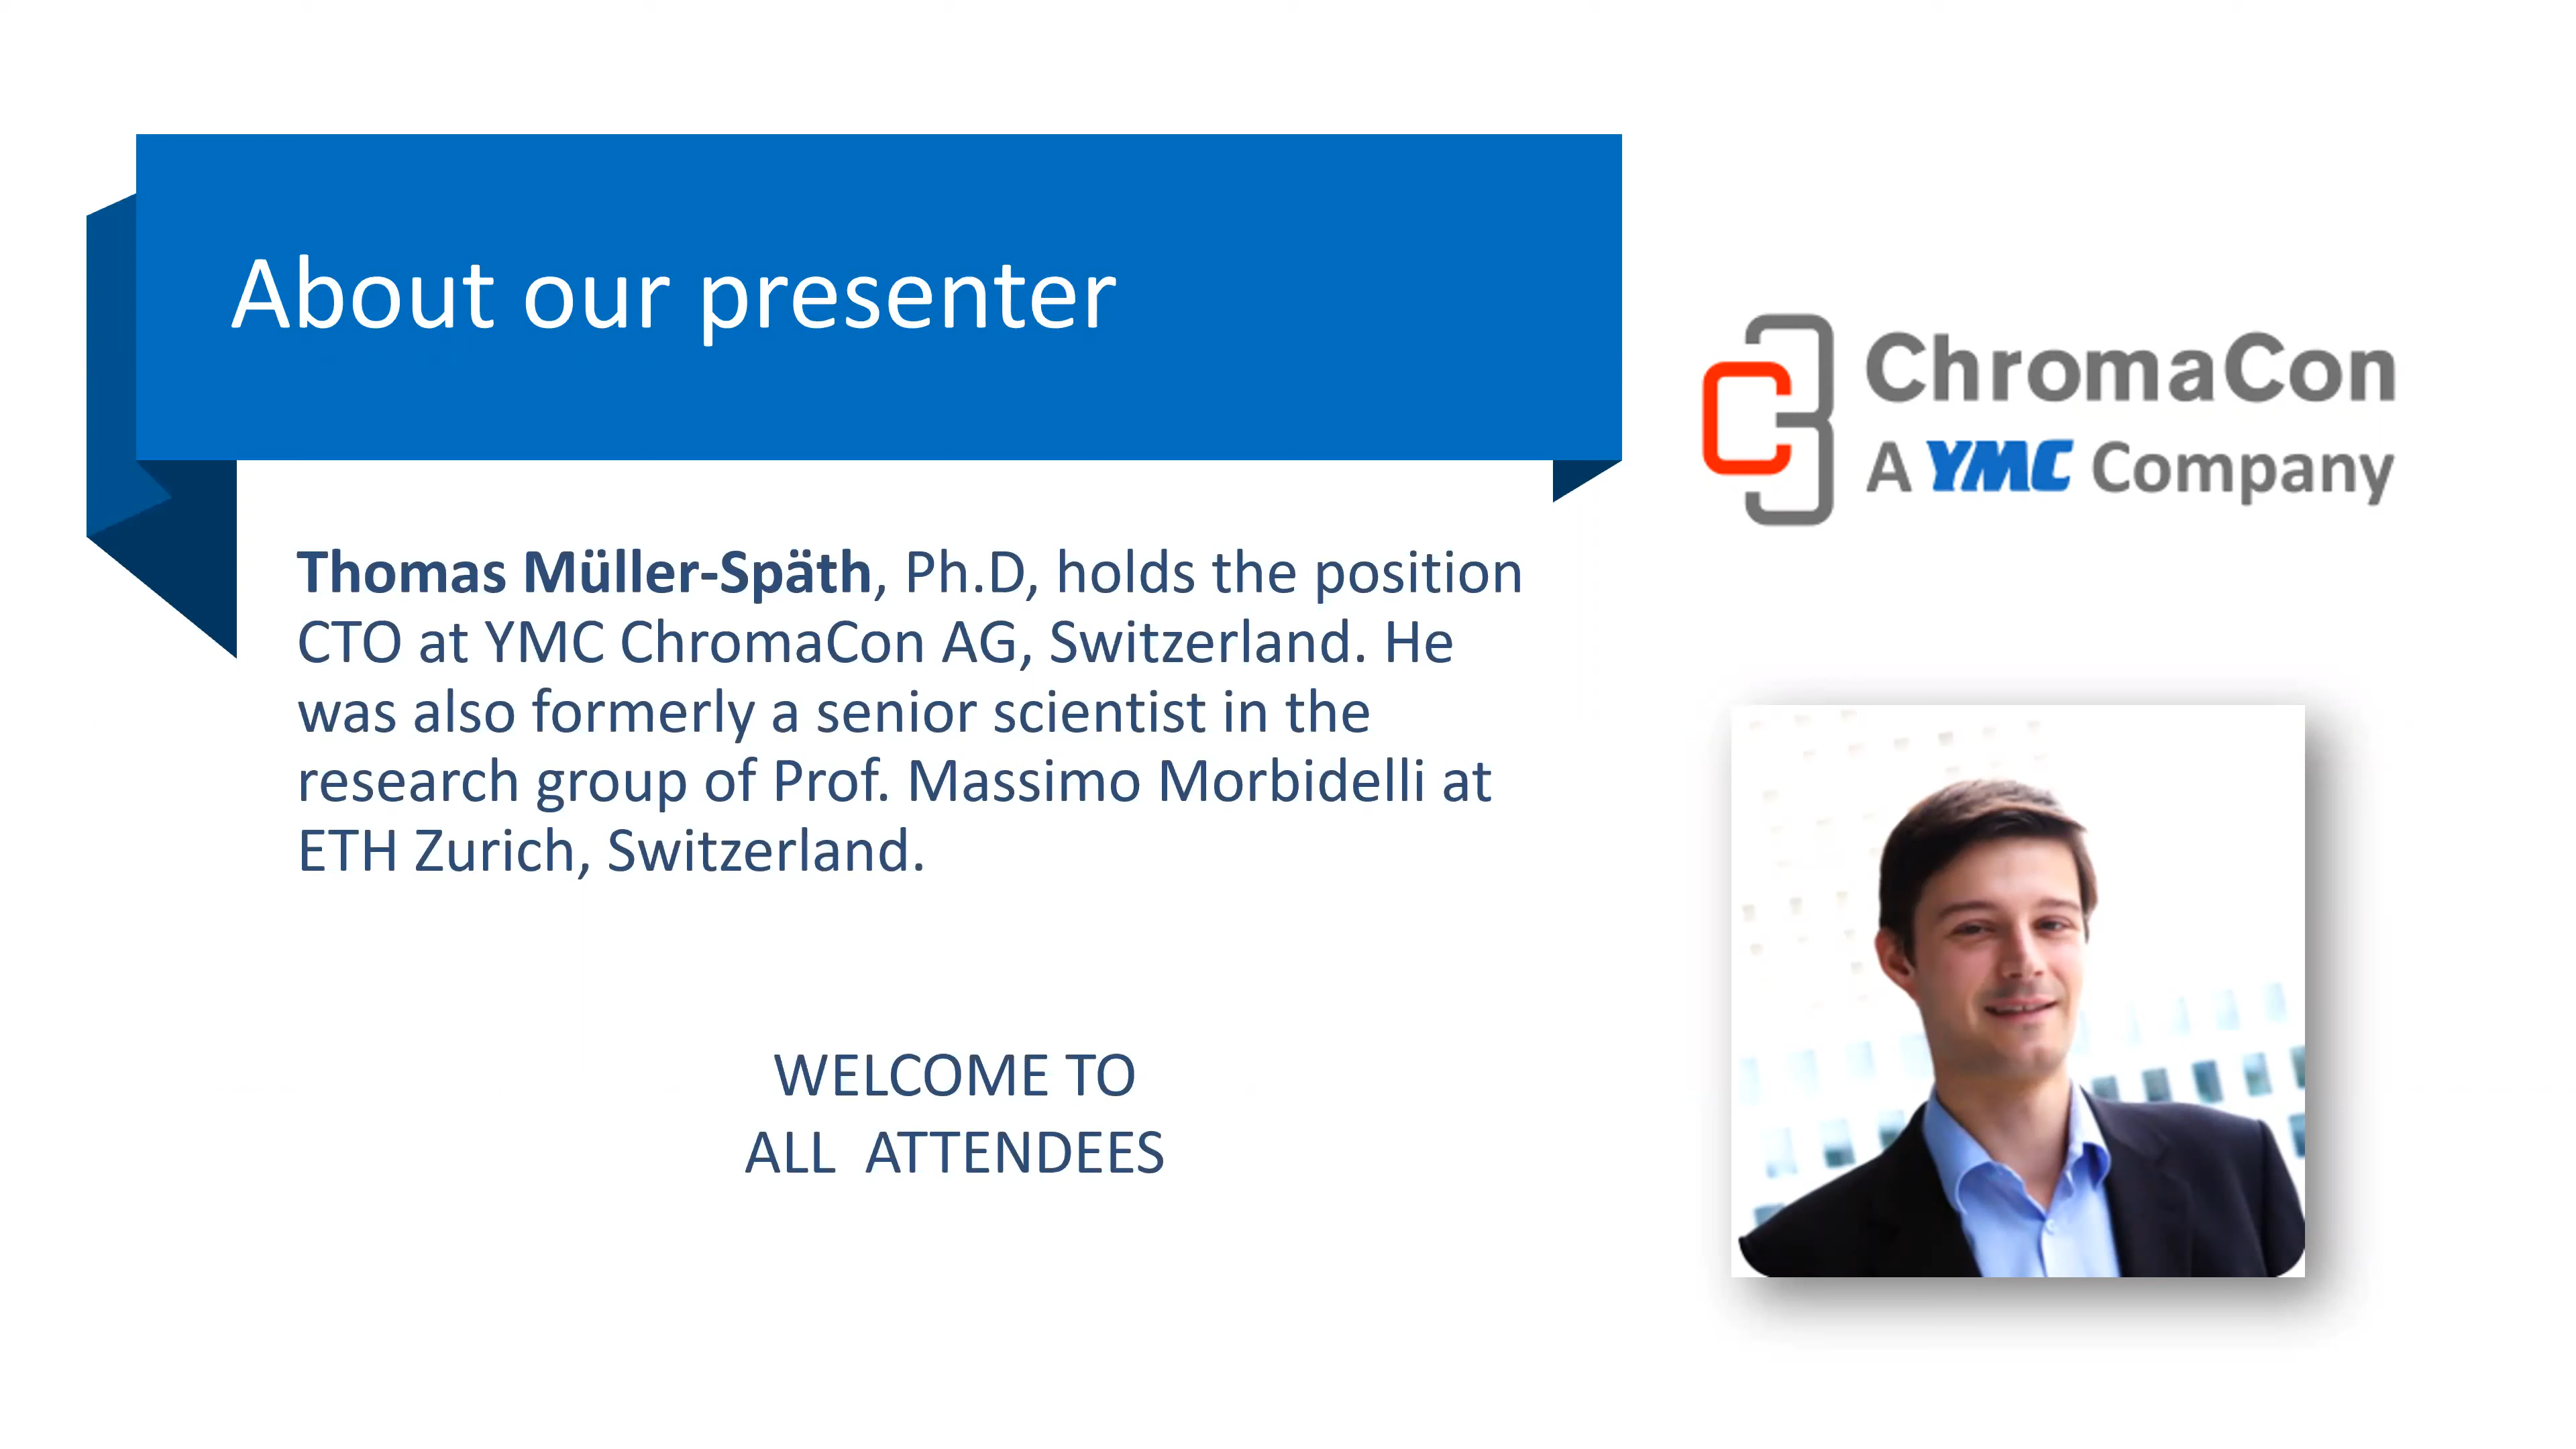 About our presenter
ChromaCon
A YMC Company
Thomas Müller-Späth, Ph.D, holds the position
CTO at YMC ChromaCon AG, Switzerland. He
was also formerly a senior scientist in the
research group of Prof. Massimo Morbidelli at
ETH Zurich, Switzerland.
WELCOME TO
ALL  ATTENDEES